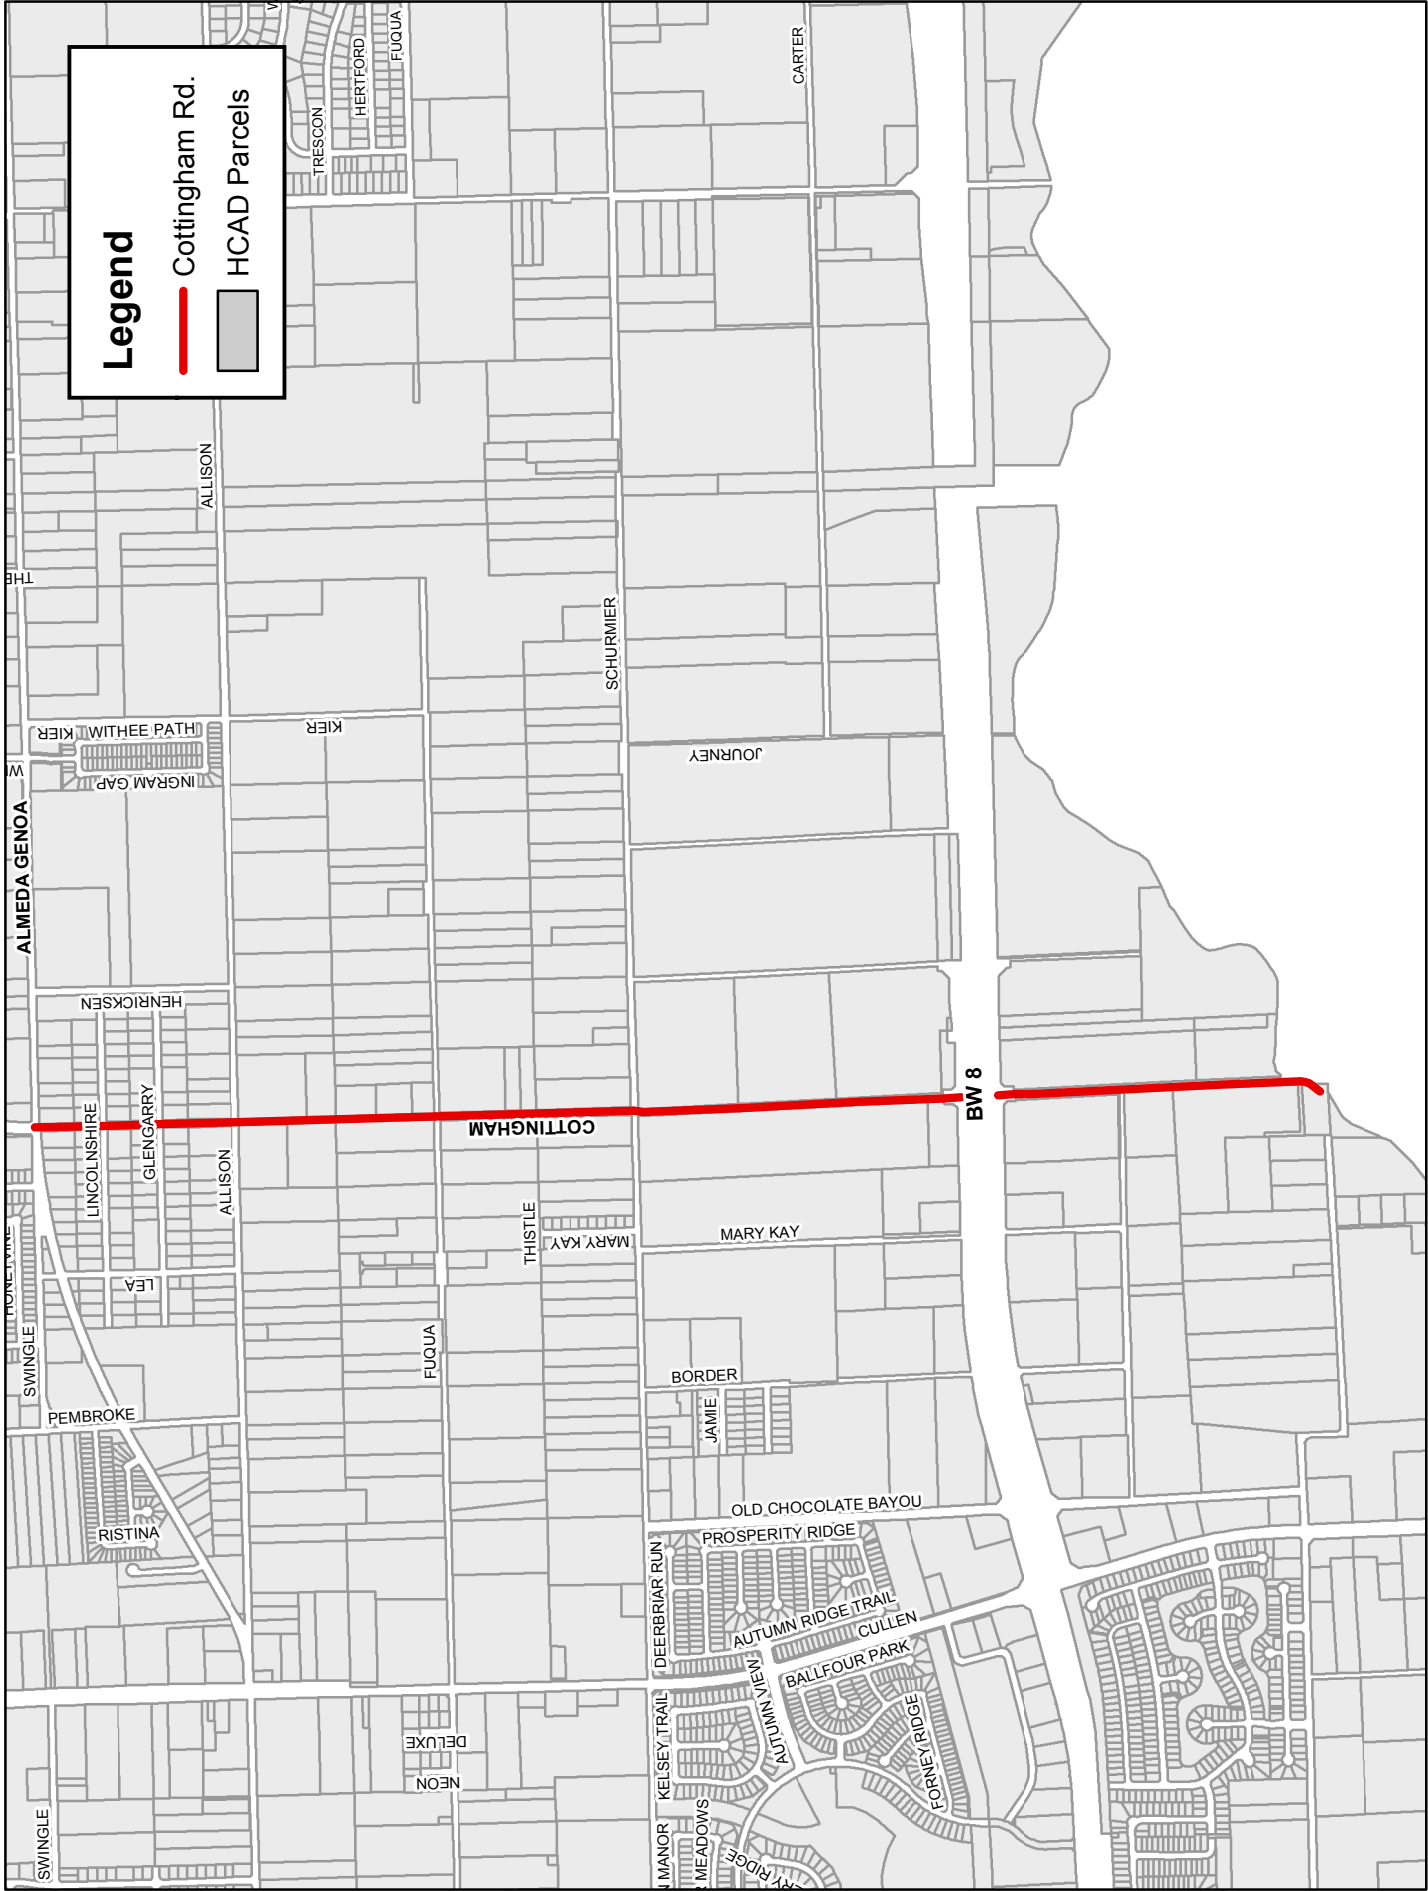 Legend
Cottingham Rd.
HCAD Parcels
TRESCON
HERTFORD
FUQUA
CARTER
ALLISON
SCHURMIER
KIER
WITHEE PATH
KIER
INGRAM GAP
JOURNEY
ALMEDA GENOA
HENRICKSEN
LINCOLNSHIRE
GLENGARRY
ALLISON
COTTINGHAM
BW 8
THISTLE
MARY KAY
MARY KAY
LEA
SWINGLE
FUQUA
BORDER
JAMIE
PEMBROKE
RISTINA
OLD CHOCOLATE BAYOU
PROSPERITY RIDGE
DEERBRIAR RUN
AUTUMN RIDGE TRAIL
CULLEN
BALLFOUR PARK
AUTUMN VIEW
KELSEY TRAIL
FORNEY RIDGE
DELUXE
NEON
SWINGLE
MANOR
MEADOWS
RIDGE